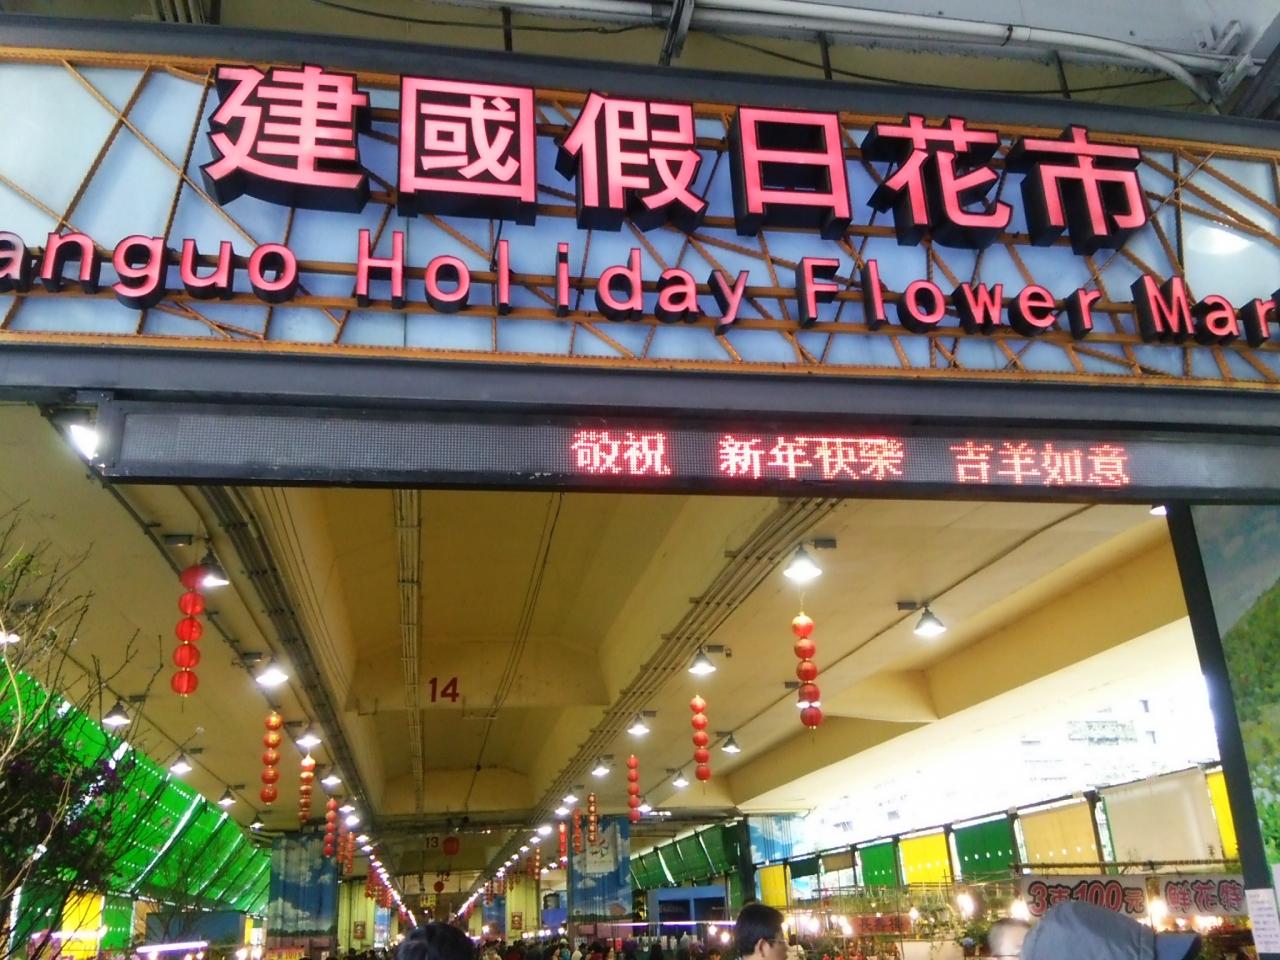 建國假日花市
anguo Holiday Flower Mar
敬祝 新年快樂 吉羊如意
14
13
3束100元
鮮花特